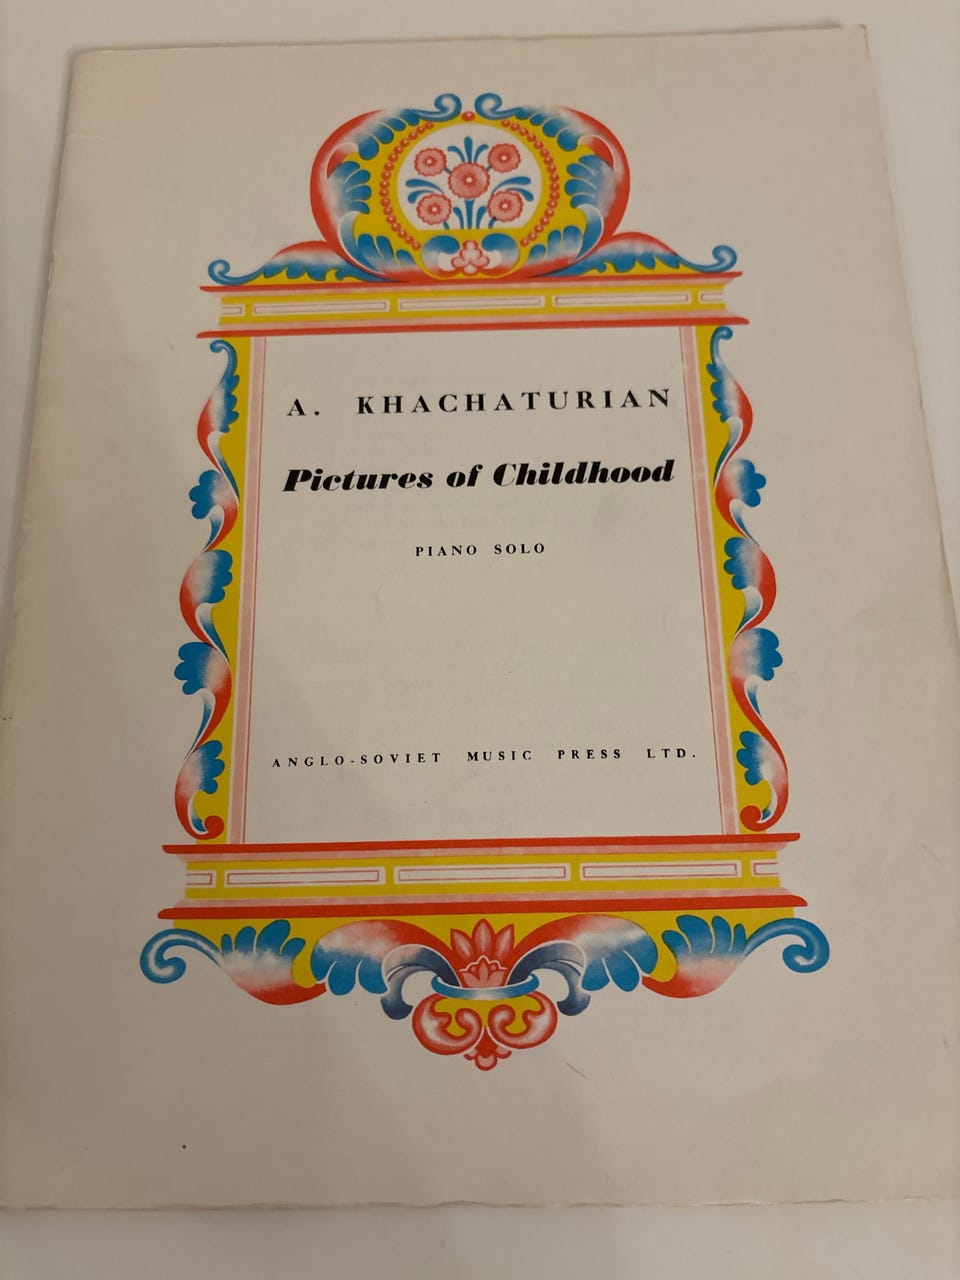 A. KHACHATURIAN
Pictures of Childhood
PIANO SOLO
ANGLO-SOVIET MUSIC PRESS LTD.